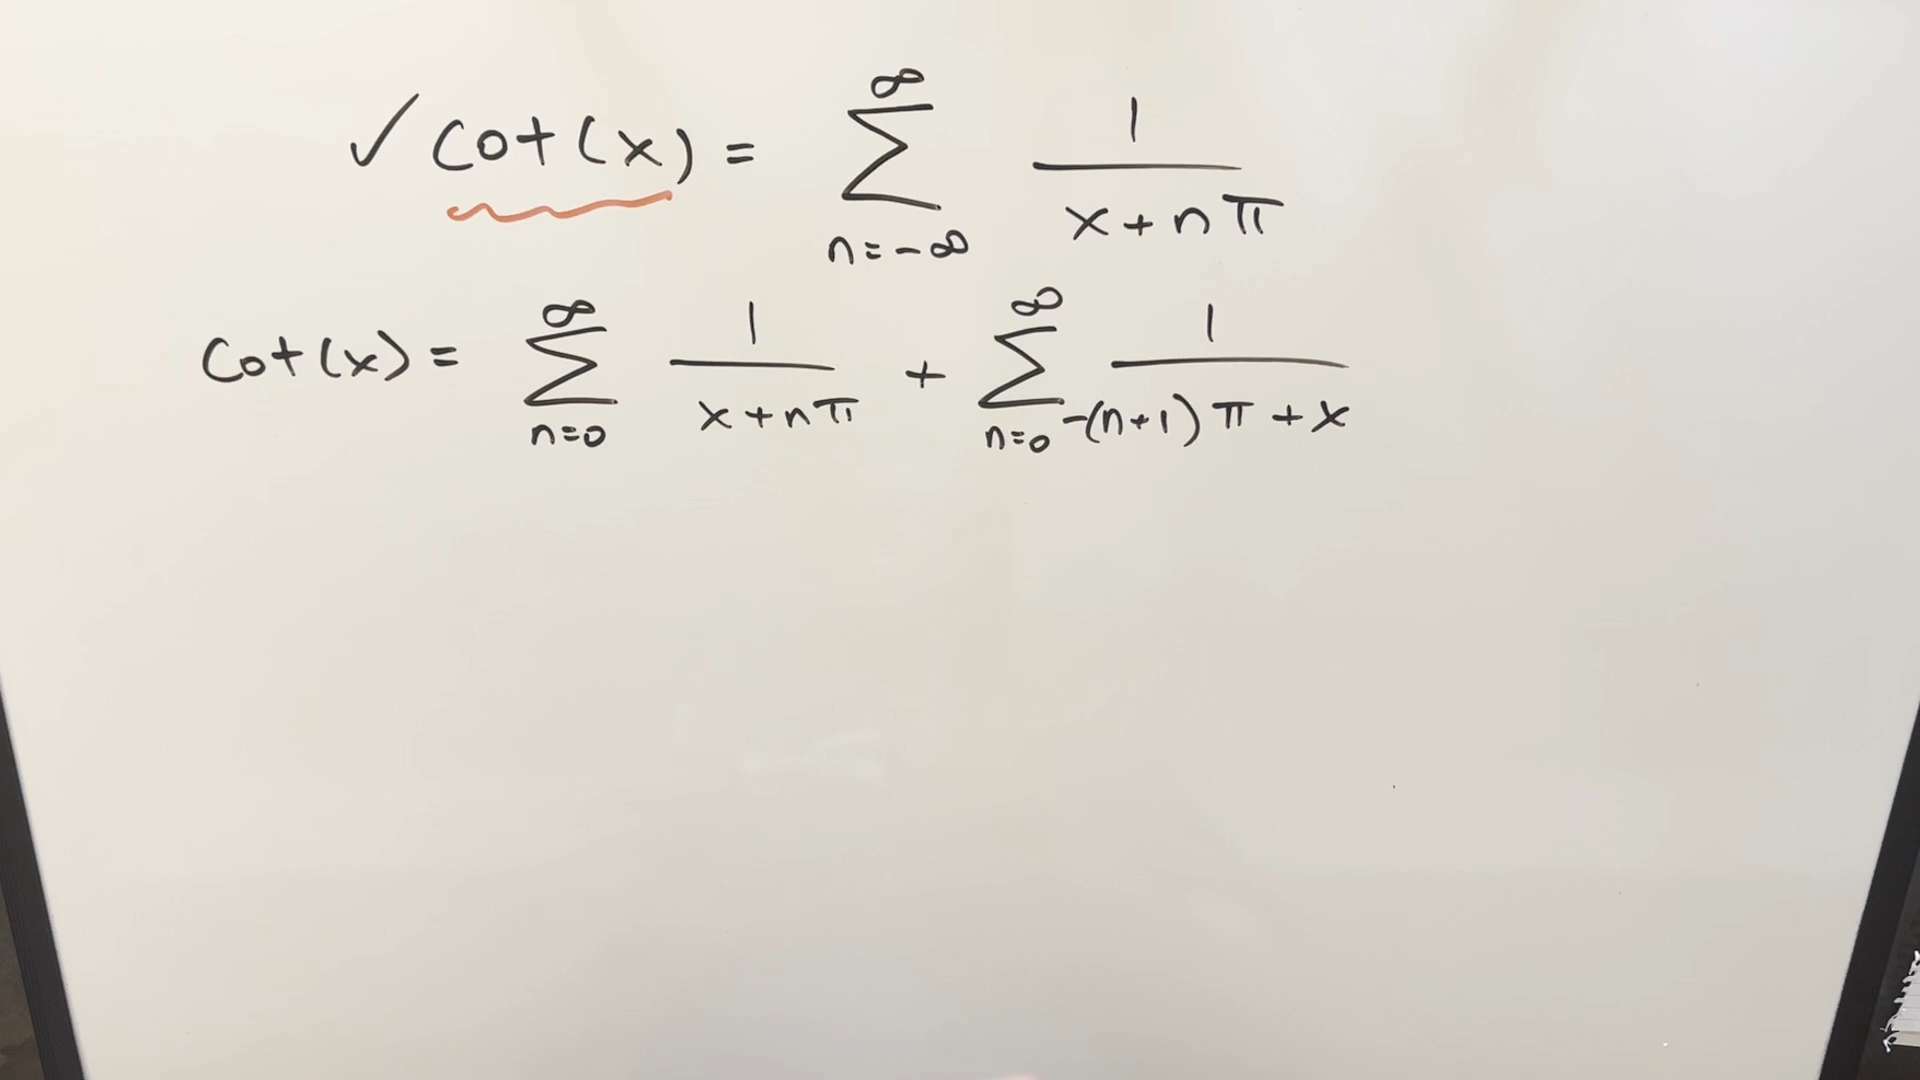 ✓ Cot(x) = ∞ ∑ n=-∞ 1/(x+nπ)
Cot(x) = ∞ ∑ n=0 1/(x+nπ) + ∞ ∑ n=0 1/(-(n+1)π+x)